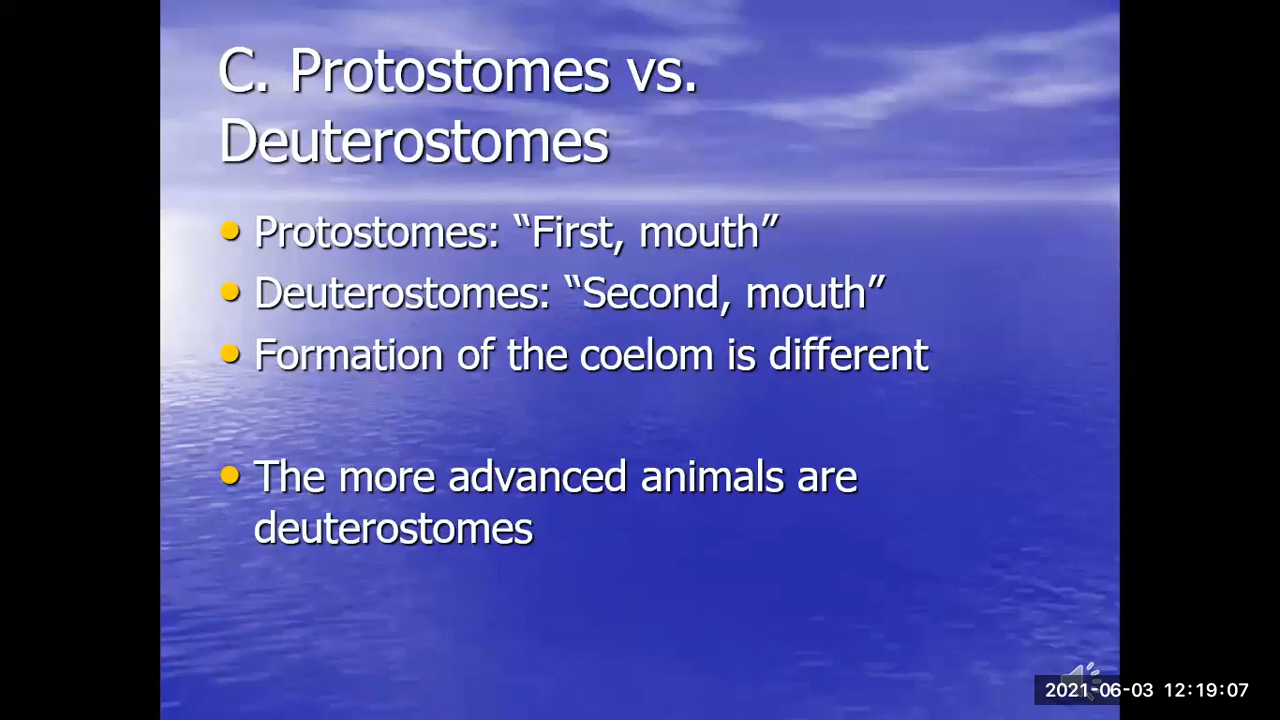 C. Protostomes vs.
Deuterostomes
• Protostomes: “First, mouth”
• Deuterostomes: “Second, mouth”
• Formation of the coelom is different
• The more advanced animals are
deuterostomes
2021-06-03 12:19:07